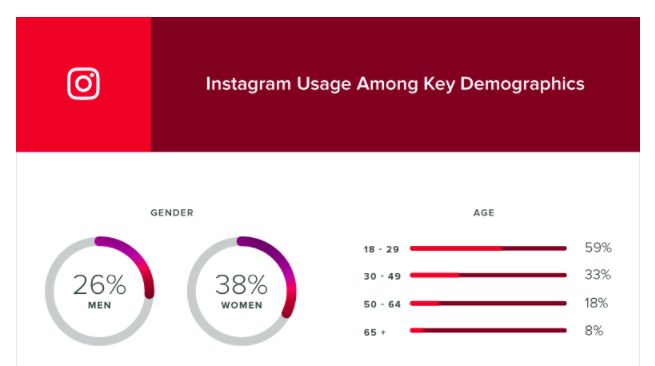 Instagram Usage Among Key Demographics
GENDER
26%
MEN
38%
WOMEN
AGE
18 - 29 59%
30 - 49 33%
50 - 64 18%
65 + 8%